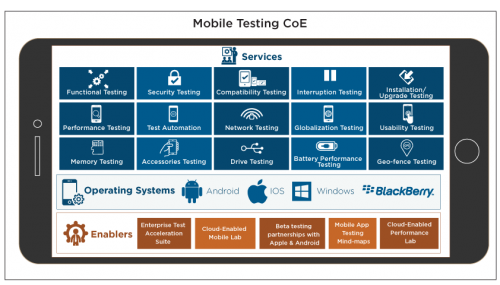 Mobile Testing CoE
Services
Functional Testing
Security Testing
Compatibility Testing
Interruption Testing
Installation/
Upgrade Testing
Performance Testing
Test Automation
Network Testing
Globalization Testing
Usability Testing
Memory Testing
Accessories Testing
Drive Testing
Battery Performance
Testing
Geo-fence Testing
Operating Systems
Android
IOS
Windows
BlackBerry.
Enablers
Enterprise Test
Acceleration
Suite
Cloud-Enabled
Mobile Lab
Beta testing
partnerships with
Apple & Android
Mobile App
Testing
Mind-maps
Cloud-Enabled
Performance
Lab